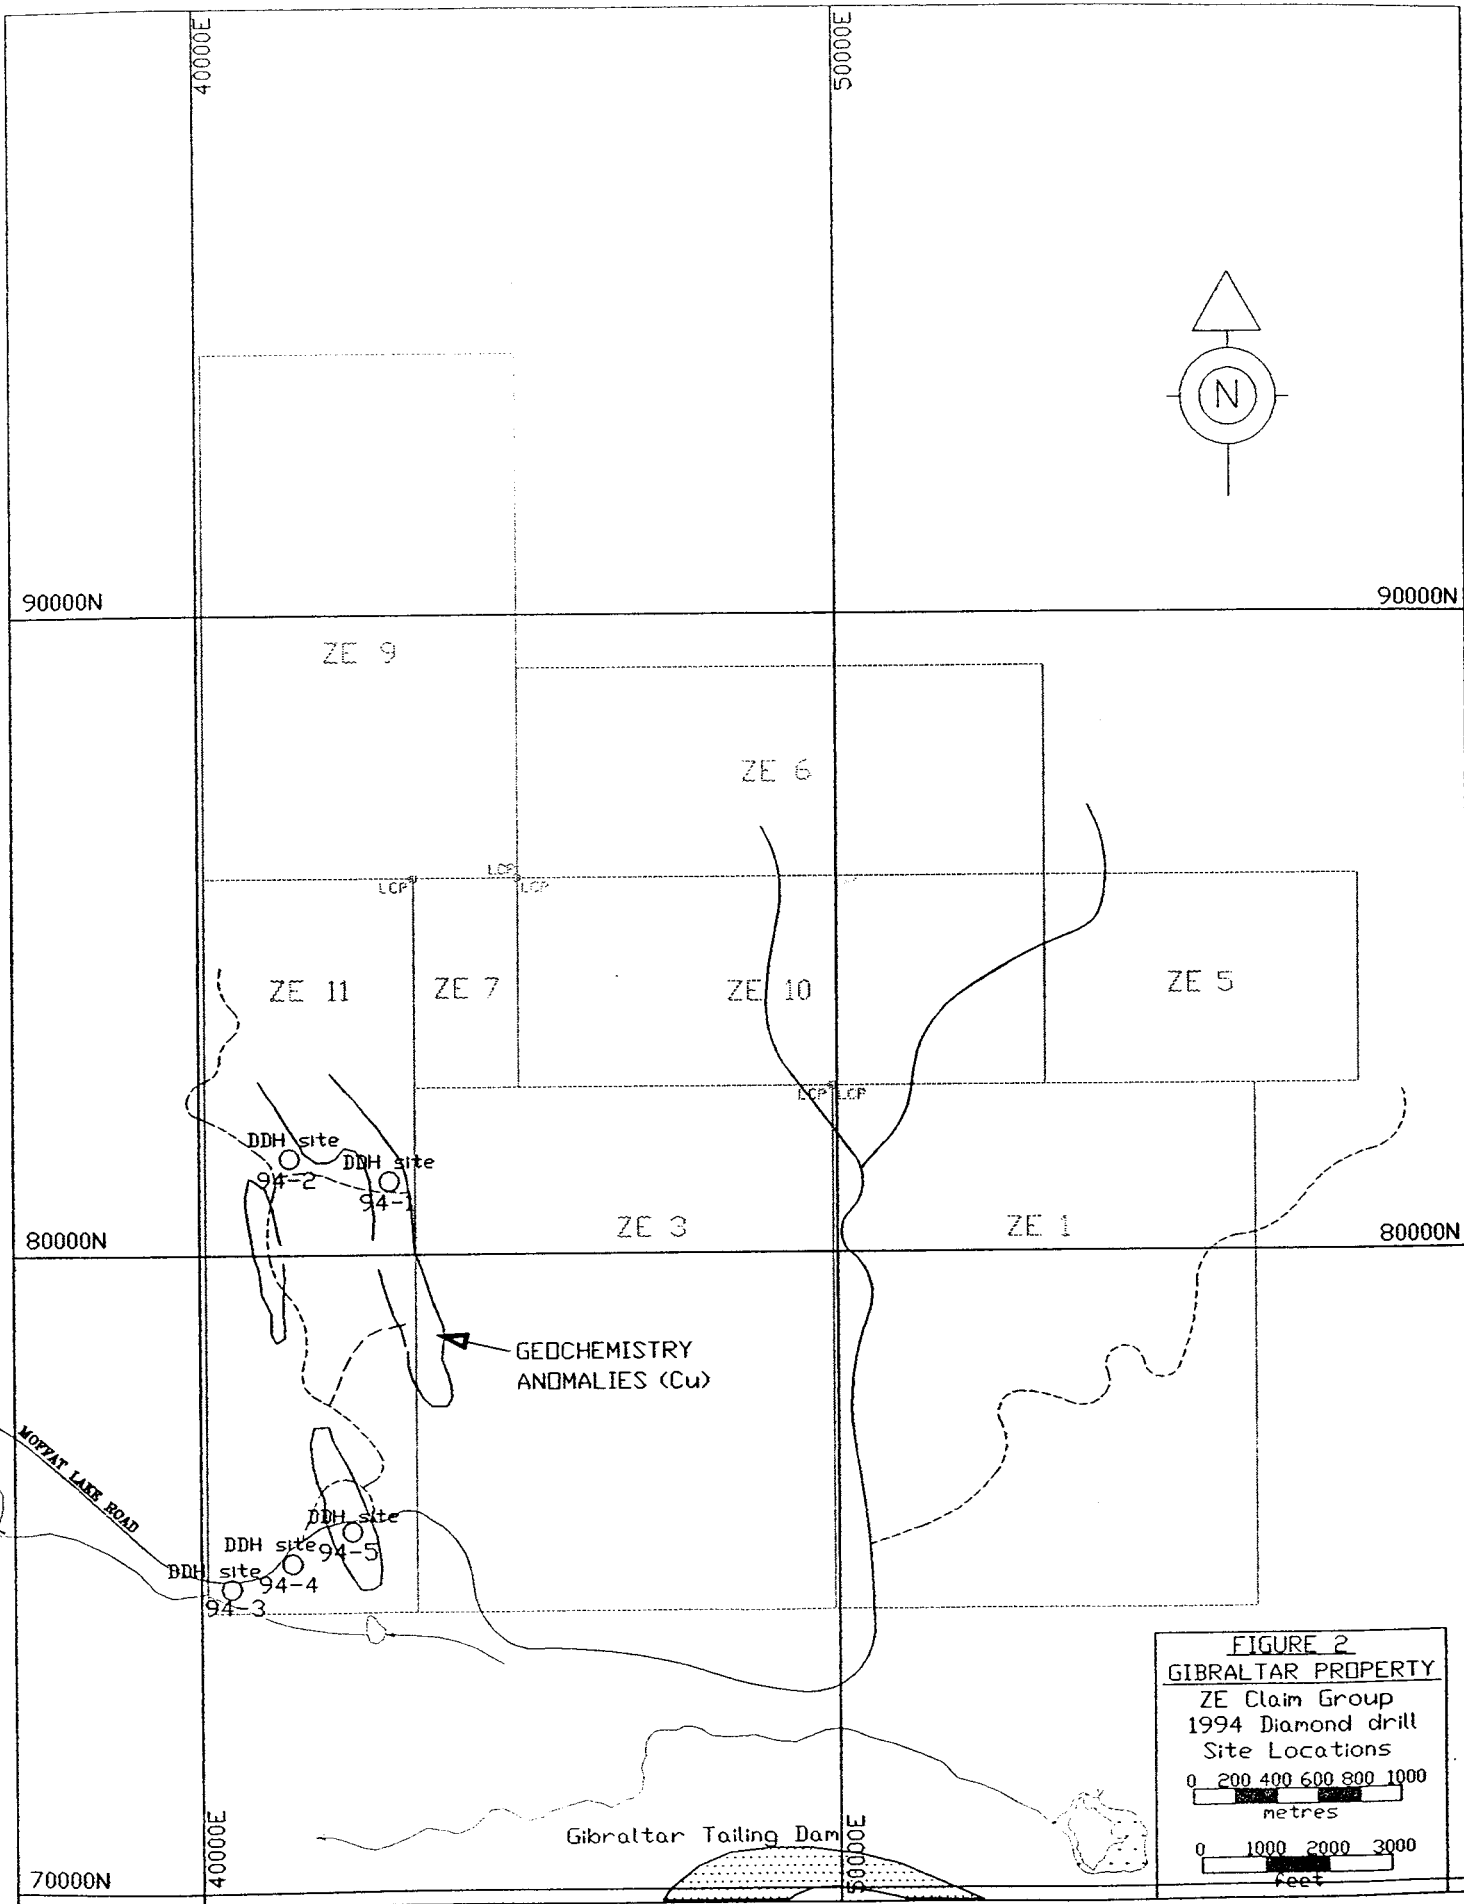 40000E
50000E
N
90000N
90000N
ZE 9
ZE 6
LCP
LCP
LCP
ZE 11
ZE 7
ZE 10
ZE 5
LCP
LCP
DDH site
94-2
DDH site
94-1
ZE 3
ZE 1
80000N
80000N
GEOCHEMISTRY
ANOMALIES (Cu)
MOFFAT LAKE ROAD
DDH site
94-5
DDH site
94-4
DDH site
94-3
FIGURE 2
GIBRALTAR PROPERTY
ZE Claim Group
1994 Diamond drill
Site Locations
0 200 400 600 800 1000
metres
0 1000 2000 3000
feet
Gibraltar Tailing Dam
40000E
50000E
70000N